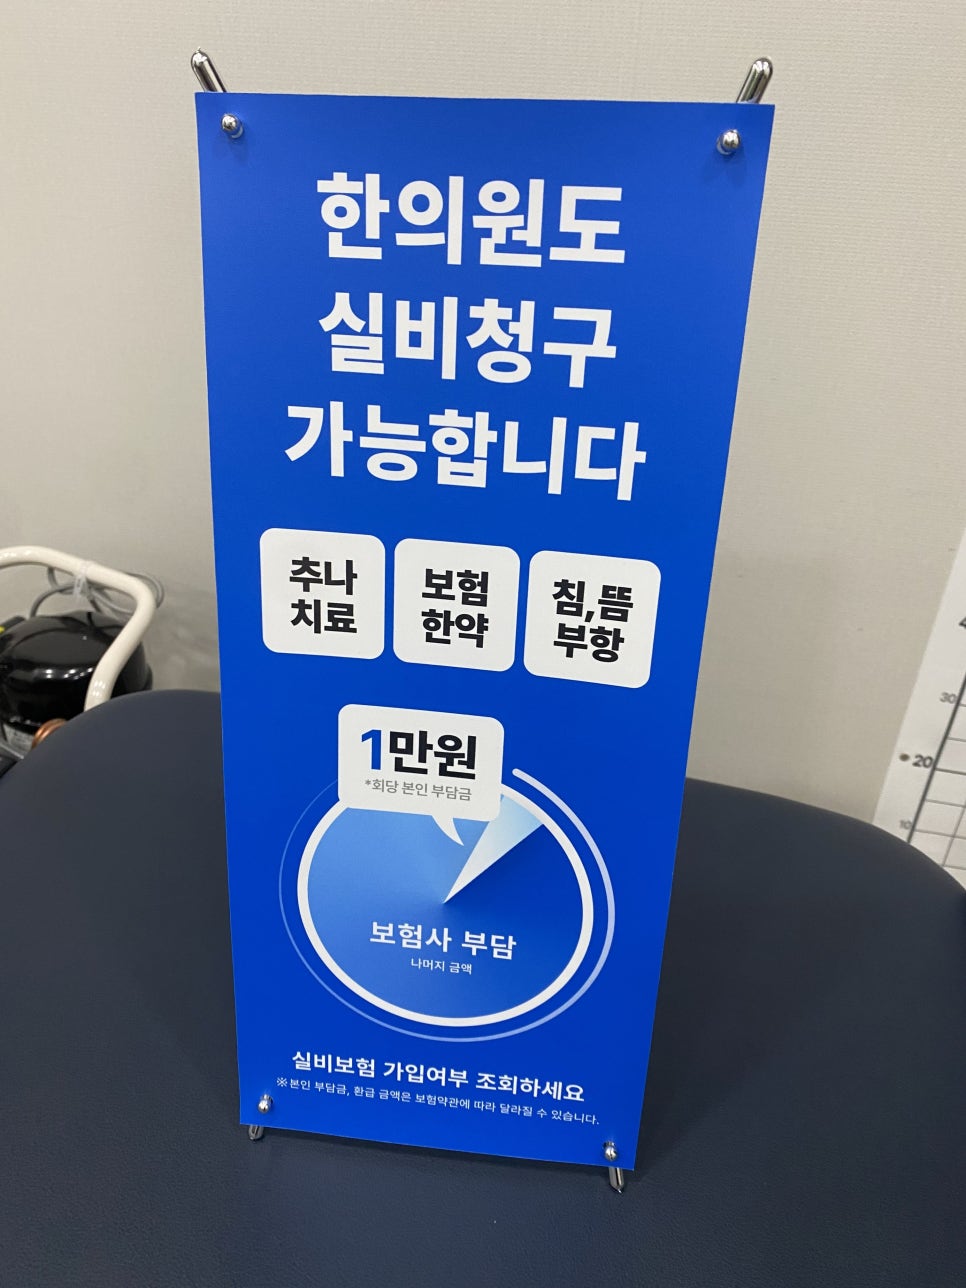 한의원도
실비청구
가능합니다
추나
치료
보험
한약
침,뜸
부항
1만원
*회당 본인 부담금
보험사 부담
나머지 금액
실비보험 가입여부 조회하세요
※본인 부담금, 환급 금액은 보험약관에 따라 달라질 수 있습니다.
30
20
10